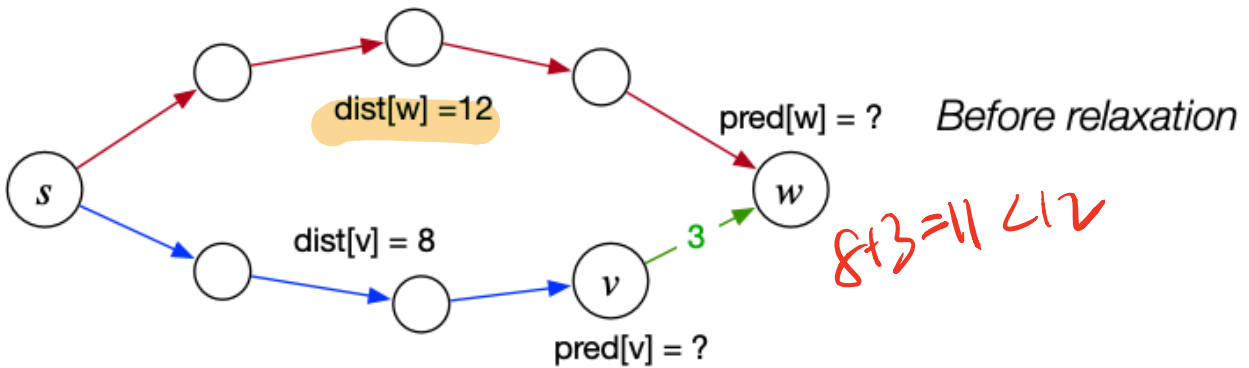 dist[w] =12
pred[w] = ?
Before relaxation
s
w
8+3=11 <12
dist[v] = 8
3
v
pred[v] = ?